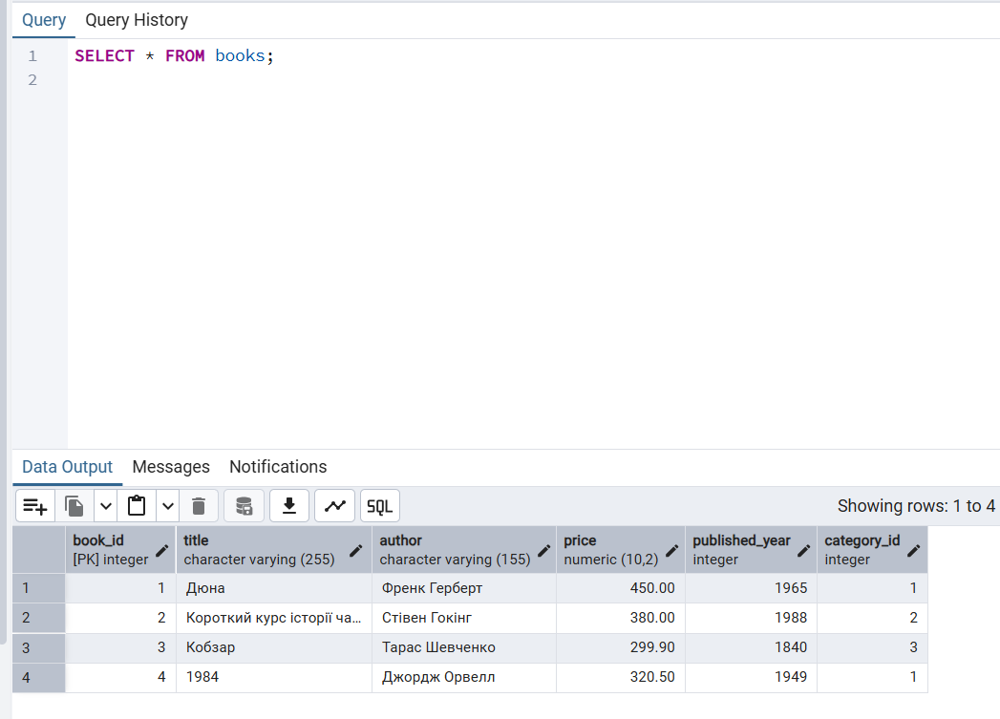 Query Query History
1 SELECT * FROM books;
2
Data Output Messages Notifications
SQL Showing rows: 1 to 4
book_id title author price published_year category_id
[PK] integer character varying (255) character varying (155) numeric (10,2) integer integer
1 1 Дюна Френк Герберт 450.00 1965 1
2 2 Короткий курс історії ча... Стівен Гокінг 380.00 1988 2
3 3 Кобзар Тарас Шевченко 299.90 1840 3
4 4 1984 Джордж Орвелл 320.50 1949 1